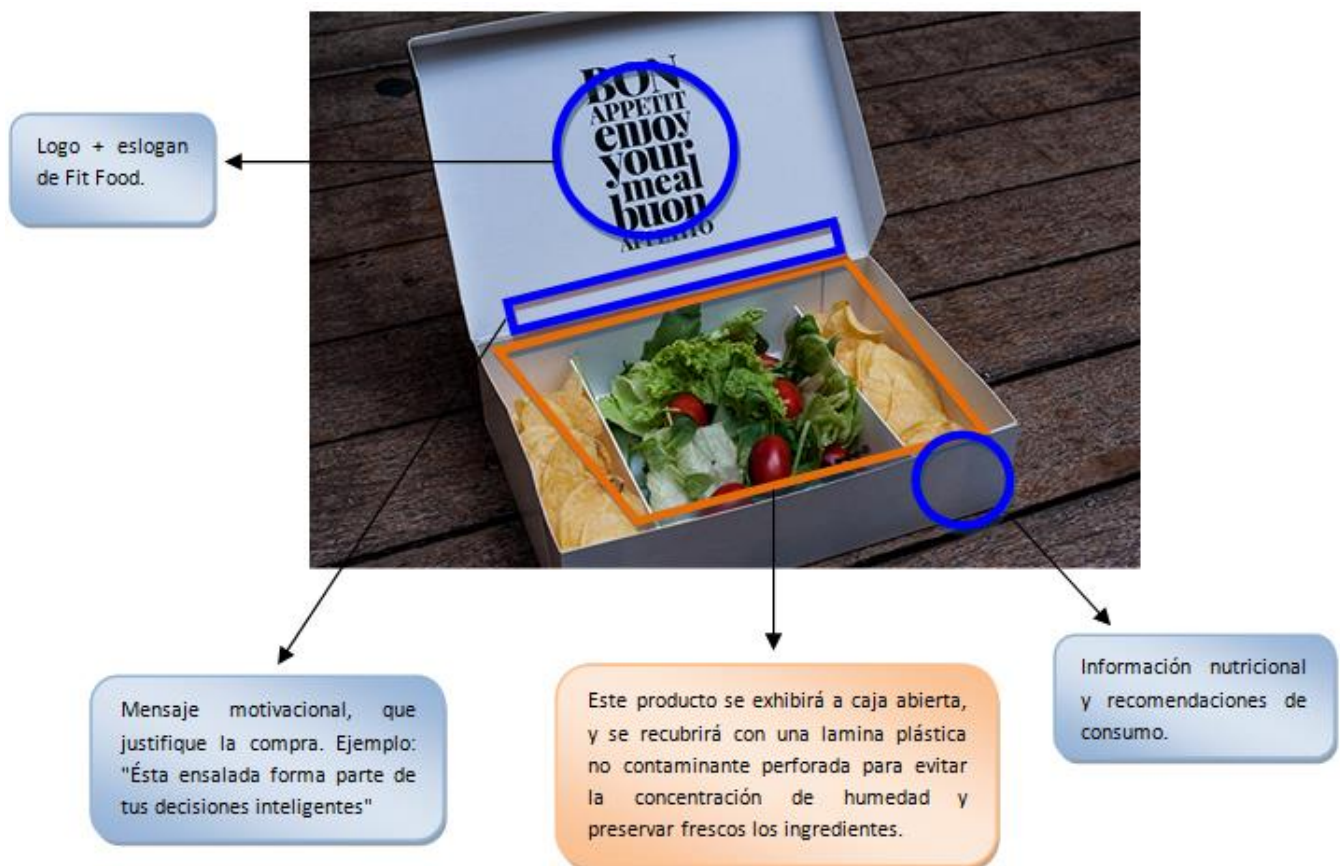 BON
APPETIT
enjoy
your
meal
buon
APPETITO
Logo + eslogan
de Fit Food.
Mensaje motivacional, que
justifique la compra. Ejemplo:
"Ésta ensalada forma parte de
tus decisiones inteligentes"
Este producto se exhibirá a caja abierta,
y se recubrirá con una lamina plástica
no contaminante perforada para evitar
la concentración de humedad y
preservar frescos los ingredientes.
Información nutricional
y recomendaciones de
consumo.